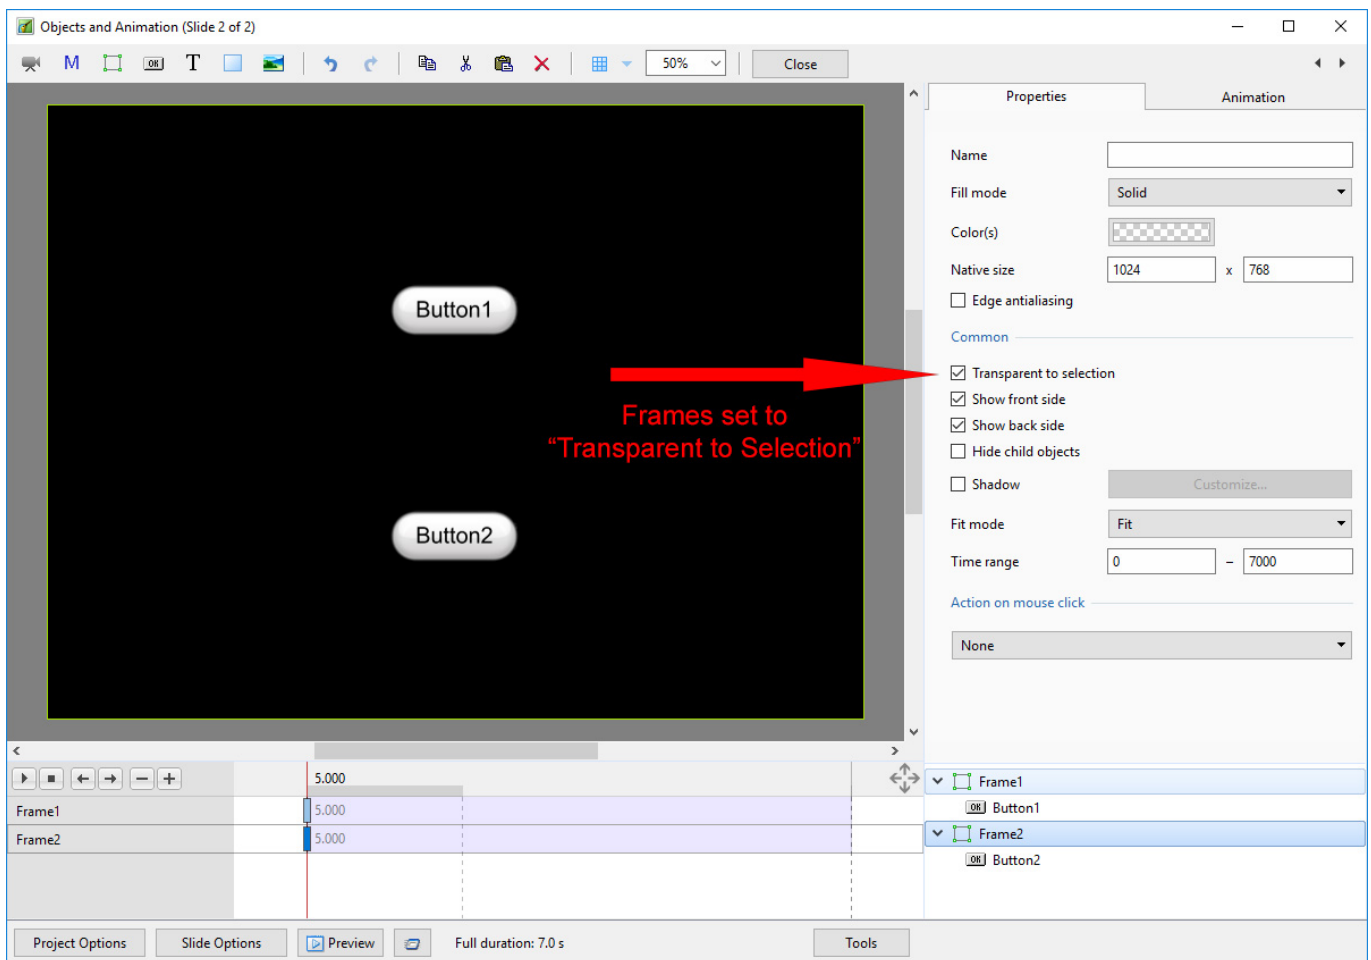 Objects and Animation (Slide 2 of 2)
M OK T 50% Close
Properties Animation
Name
Fill mode Solid
Color(s)
Native size 1024 x 768
Edge antialiasing
Common
Transparent to selection
Show front side
Show back side
Hide child objects
Shadow Customize...
Fit mode Fit
Time range 0 – 7000
Action on mouse click
None
Button1
Frames set to
“Transparent to Selection”
Button2
5.000
Frame1 5.000
Frame2 5.000
Frame1
OK Button1
Frame2
OK Button2
Project Options Slide Options Preview Full duration: 7.0 s Tools